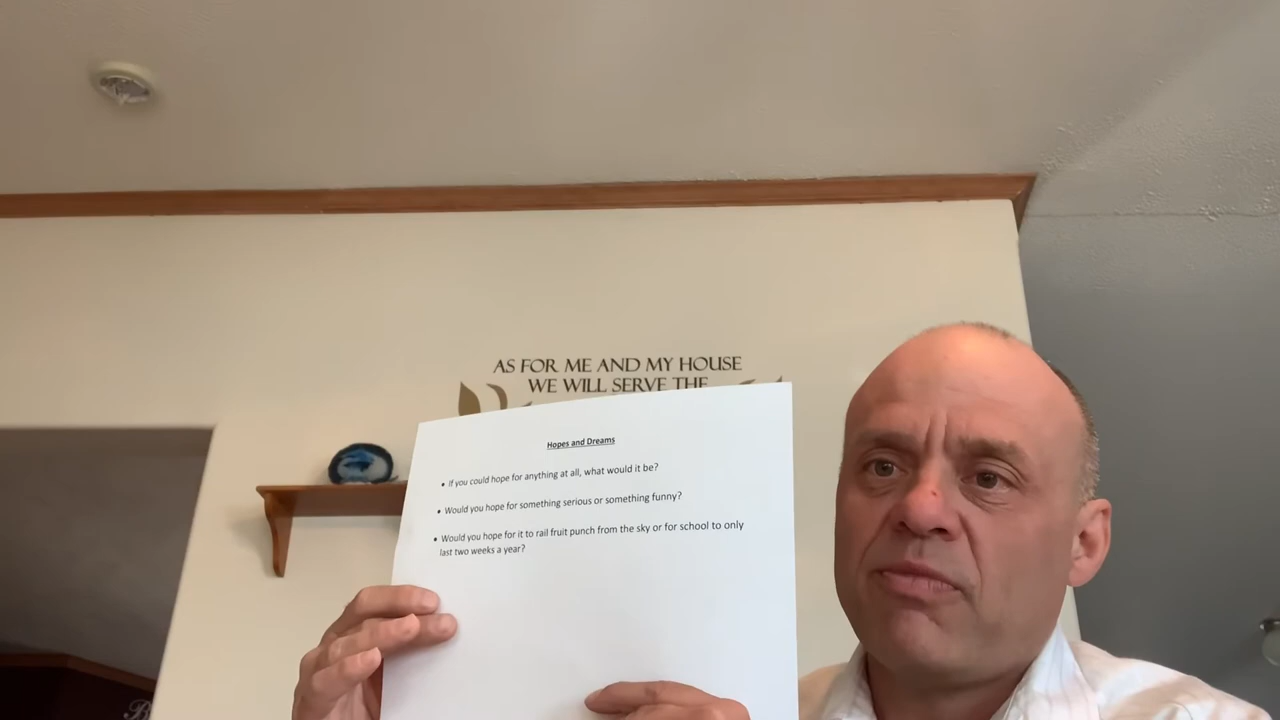 AS FOR ME AND MY HOUSE
WE WILL SERVE THE
Hopes and Dreams
• If you could hope for anything at all, what would it be?
• Would you hope for something serious or something funny?
• Would you hope for it to rail fruit punch from the sky or for school to only
last two weeks a year?